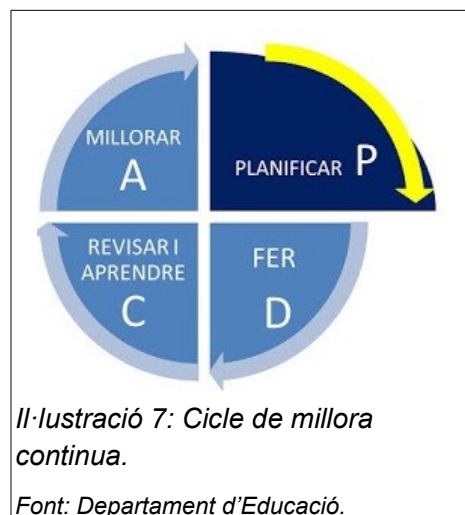 MILLORAR
A
PLANIFICAR P
REVISAR I
APRENDRE
C
FER
D
Il·lustració 7: Cicle de millora
continua.
Font: Departament d’Educació.